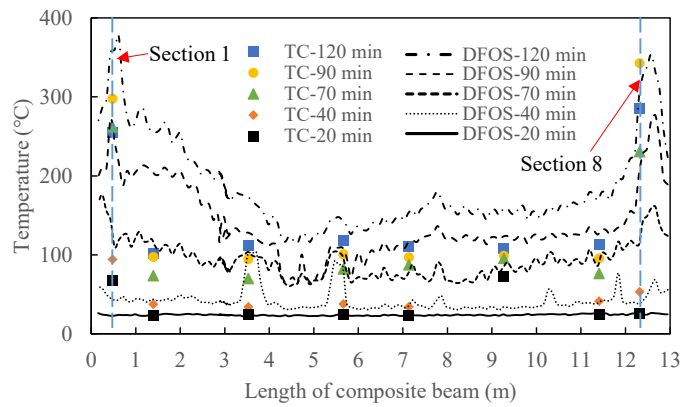 400
300
200
100
0
Temperature (°C)
Section 1
TC-120 min
TC-90 min
TC-70 min
TC-40 min
TC-20 min
DFOS-120 min
DFOS-90 min
DFOS-70 min
DFOS-40 min
DFOS-20 min
Section 8
0 1 2 3 4 5 6 7 8 9 10 11 12 13
Length of composite beam (m)